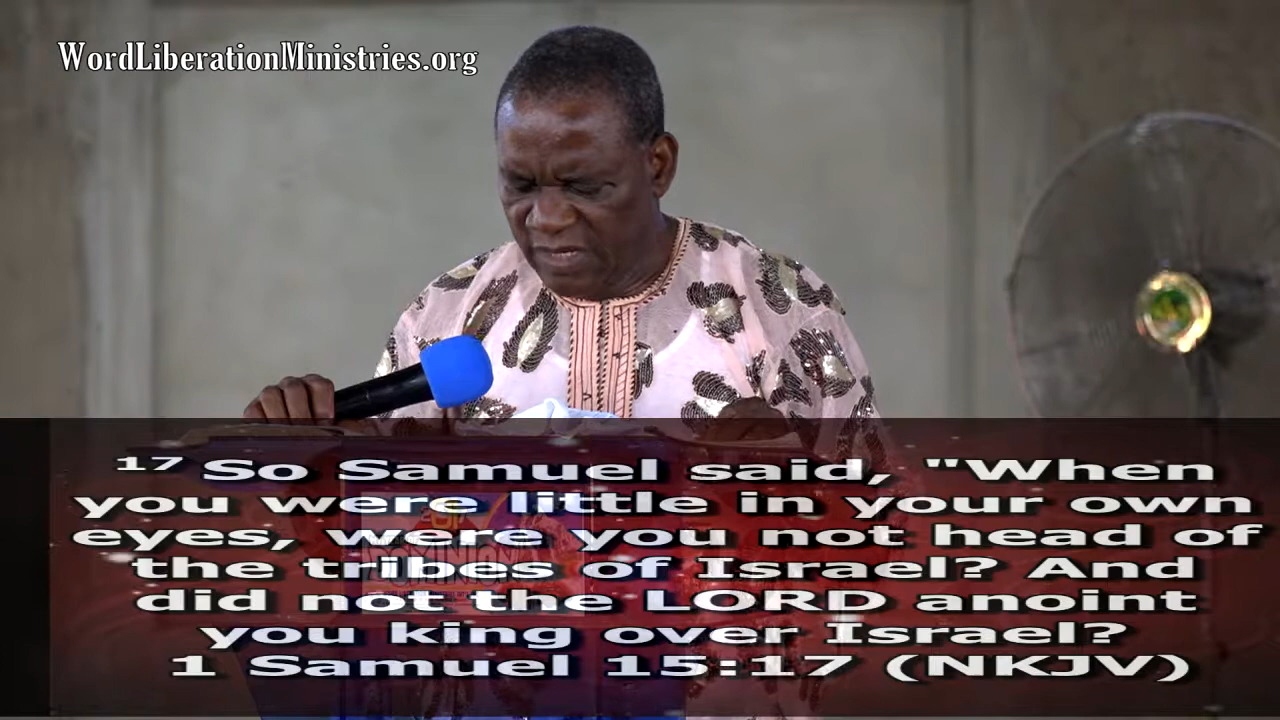 WordLiberationMinistries.org
17 So Samuel said, "When
you were little in your own
eyes, were you not head of
the tribes of Israel? And
did not the LORD anoint
you king over Israel?
1 Samuel 15:17 (NKJV)
DOMINION